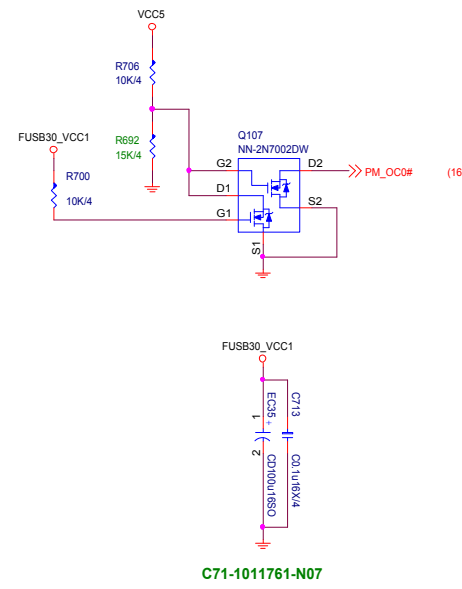 VCC5
R706
10K/4
Q107
NN-2N7002DW
FUSB30_VCC1
R692
15K/4
R700
10K/4
G2
D2
PM_OC0#
(16
D1
S2
G1
S1
FUSB30_VCC1
C713
C0.1u16X/4
EC35
+
1
2
CD100u16SO
C71-1011761-N07